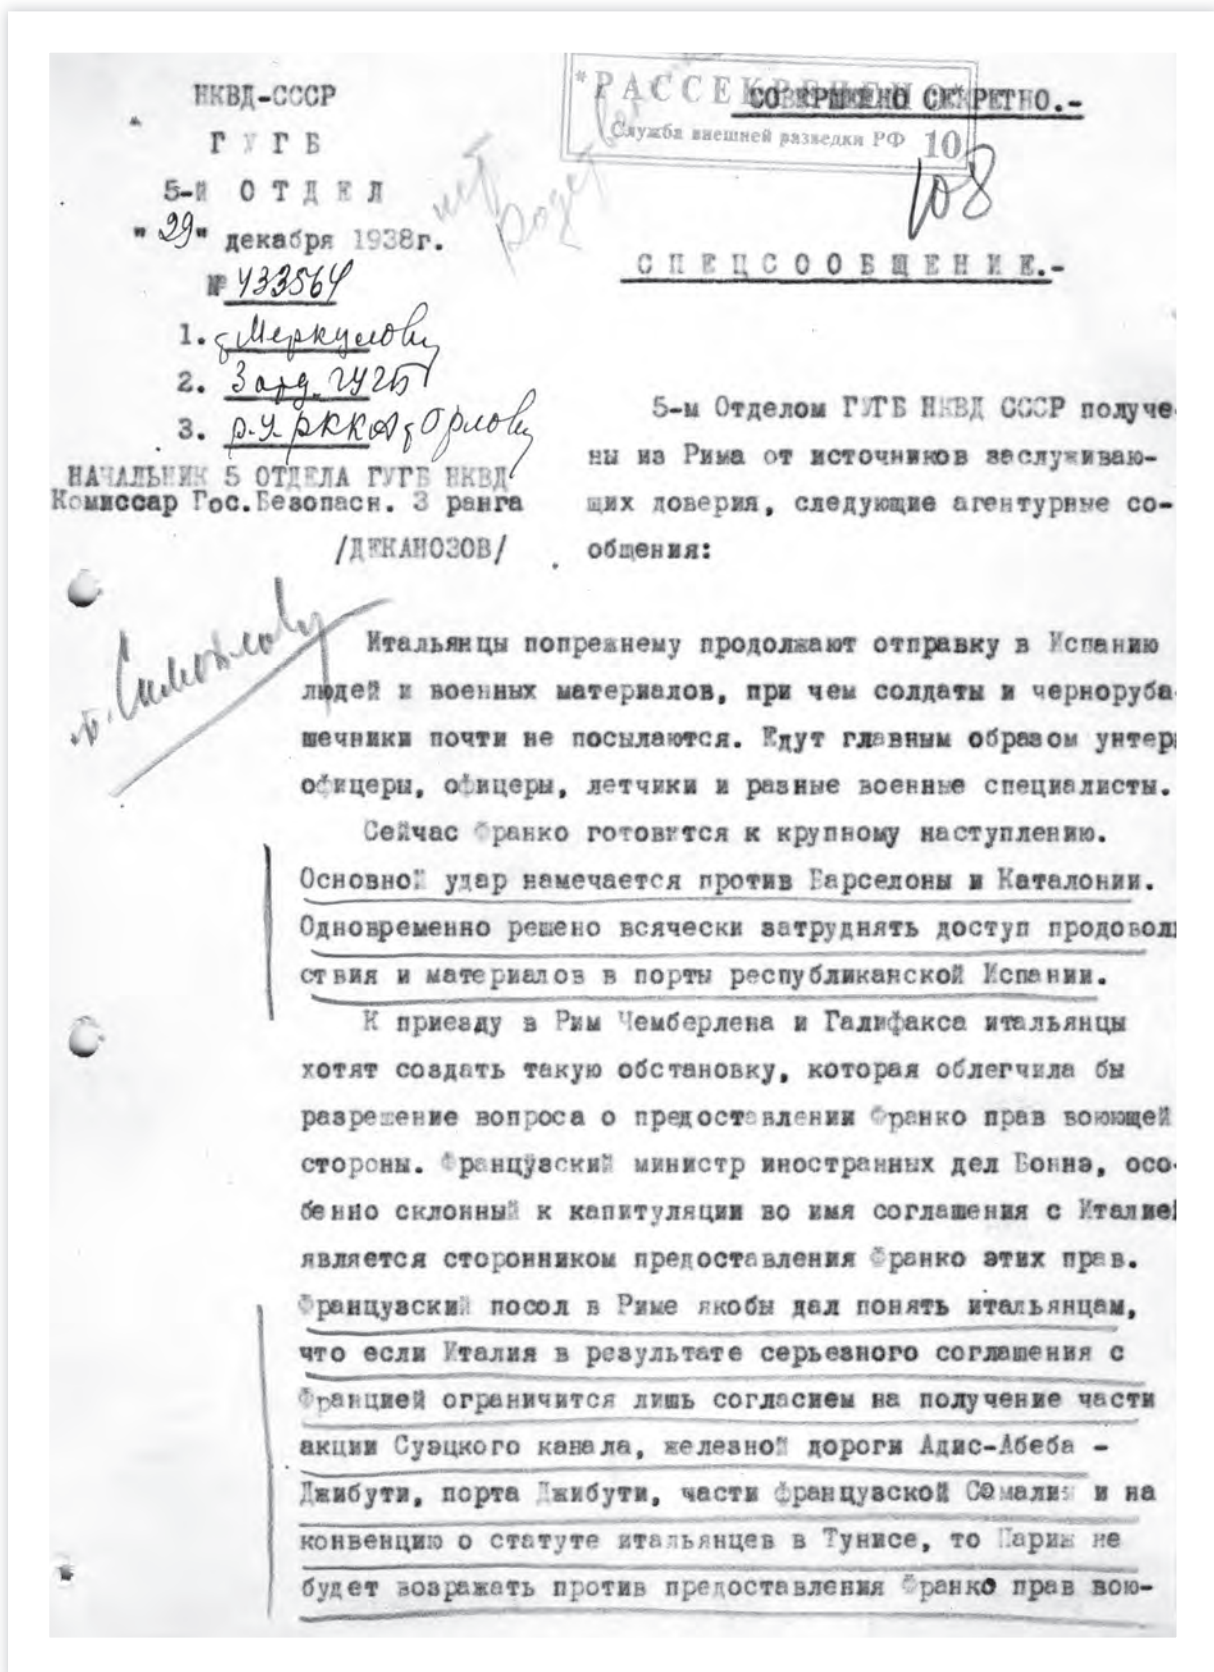 НКВД-СССР
ГУГБ
5-й ОТДЕЛ
"29" декабря 1938г.
№ 433564
1. т. Меркулову
2. 3 отд. ГУГБ
3. Р.У. РККА т. Орлову
НАЧАЛЬНИК 5 ОТДЕЛА ГУГБ НКВД
Комиссар Гос.Безопасн. 3 ранга
/ДЕКАНОЗОВ/
*РАССЕКРЕЧЕНО*
Служба внешней разведки РФ 10
СОВЕРШЕННО СЕКРЕТНО.-
108
СПЕЦСООБЩЕНИЕ.-
5-м Отделом ГУГБ НКВД СССР получе-
ны из Рима от источников заслуживаю-
щих доверия, следующие агентурные со-
общения:
Итальянцы попрежнему продолжают отправку в Испанию
людей и военных материалов, при чем солдаты и чернору­ба-
шечники почти не посылаются. Едут главным образом унтер-
офицеры, офицеры, летчики и разные военные специалисты.
Сейчас Франко готовится к крупному наступлению.
Основной удар намечается против Барселоны и Каталонии.
Одновременно решено всячески затруднять доступ продоволь
ствия и материалов в порты республиканской Испании.
К приезду в Рим Чемберлена и Галифакса итальянцы
хотят создать такую обстановку, которая облегчила бы
разрешение вопроса о предоставлении Франко прав воюющей
стороны. Французский министр иностранных дел Боннэ, осо-
бенно склонный к капитуляции во имя соглашения с Италией
является сторонником предоставления Франко этих прав.
Французский посол в Риме якобы дал понять итальянцам,
что если Италия в результате серьезного соглашения с
Францией ограничится лишь согласием на получение части
акции Суэцкого канала, железной дороги Адис-Абеба -
Джибути, порта Джибути, части французской Сомалии и на
конвенцию о статуте итальянцев в Тунисе, то Париж не
будет возражать против предоставления Франко прав вою-